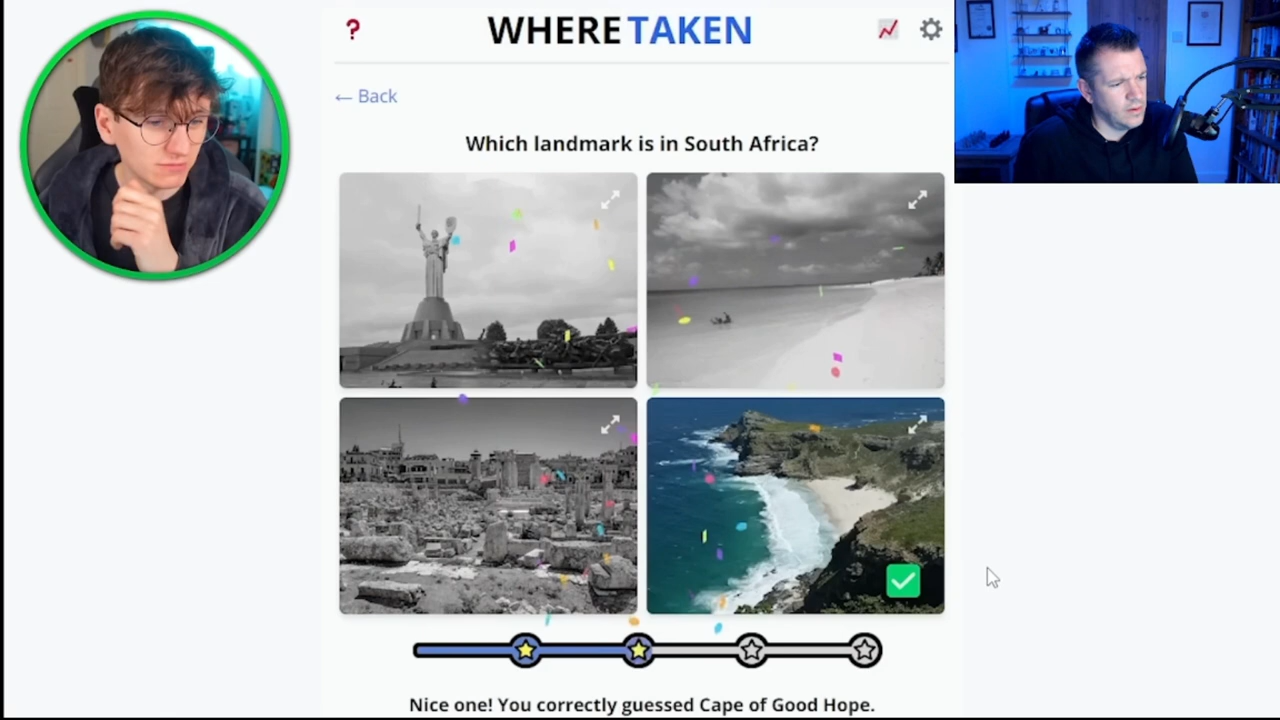 ?
WHERE TAKEN
← Back
Which landmark is in South Africa?
Nice one! You correctly guessed Cape of Good Hope.